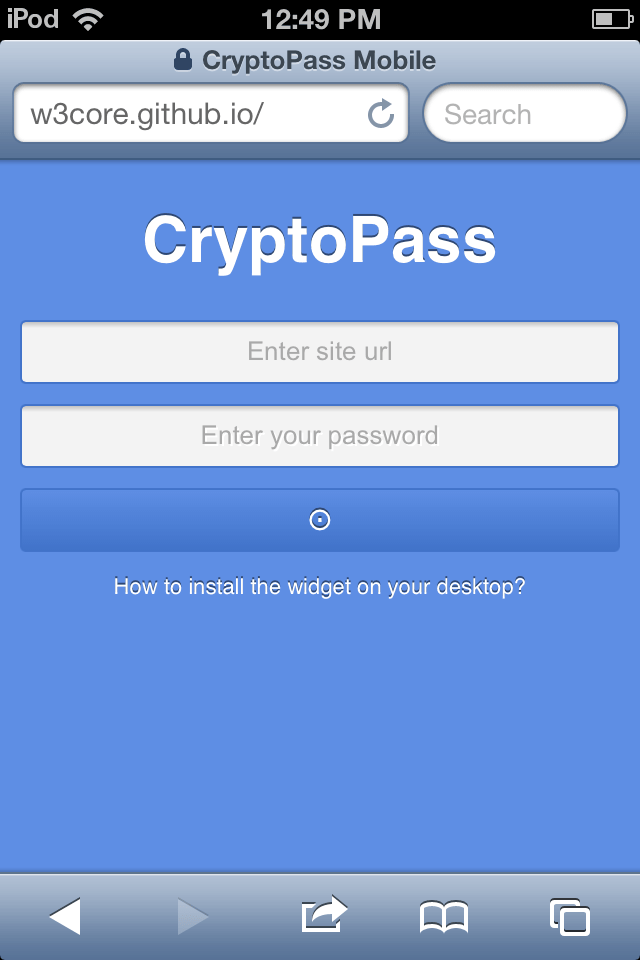 iPod 12:49 PM
CryptoPass Mobile
w3core.github.io/ Search
CryptoPass
Enter site url
Enter your password
How to install the widget on your desktop?